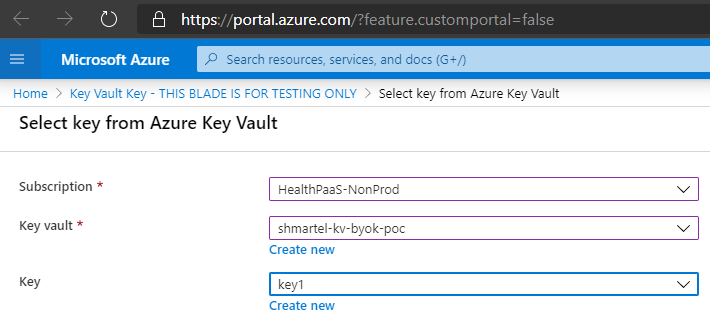 https://portal.azure.com/?feature.customportal=false
Microsoft Azure
Search resources, services, and docs (G+/)
Home > Key Vault Key - THIS BLADE IS FOR TESTING ONLY > Select key from Azure Key Vault
Select key from Azure Key Vault
Subscription * HealthPaaS-NonProd
Key vault * shmartel-kv-byok-poc
Create new
Key key1
Create new